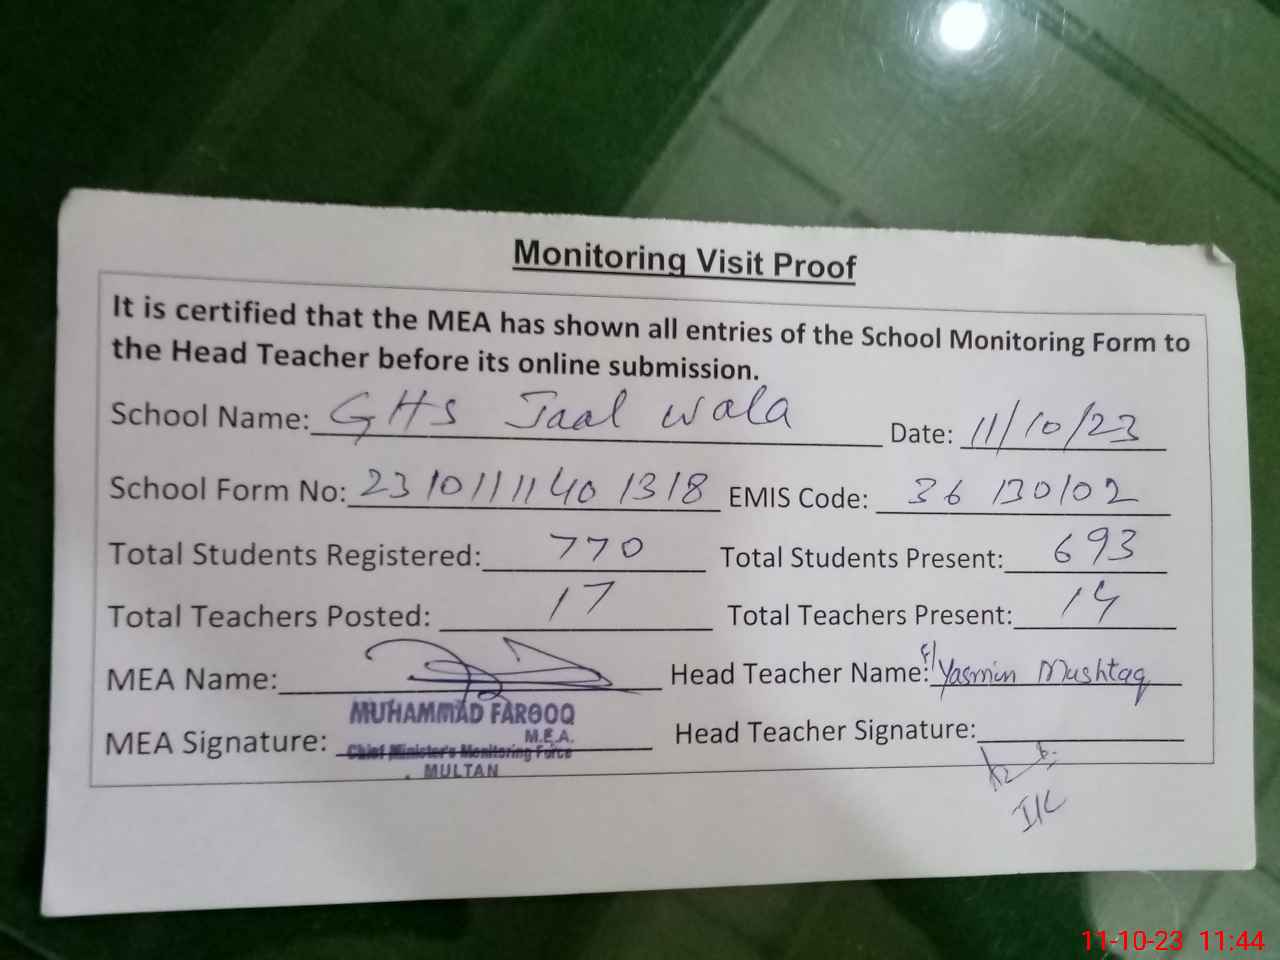 Monitoring Visit Proof
It is certified that the MEA has shown all entries of the School Monitoring Form to
the Head Teacher before its online submission.
School Name: GHS Jaal wala Date: 11/10/23
School Form No: 23101111401318 EMIS Code: 36130102
Total Students Registered: 770 Total Students Present: 693
Total Teachers Posted: 17 Total Teachers Present: 14
MEA Name: Head Teacher Name: Yasmin Mushtaq
MUHAMMAD FAROOQ
M.E.A.
MEA Signature: Head Teacher Signature:
Chief Minister's Monitoring Force
MULTAN
I/C
11-10-23 11:44